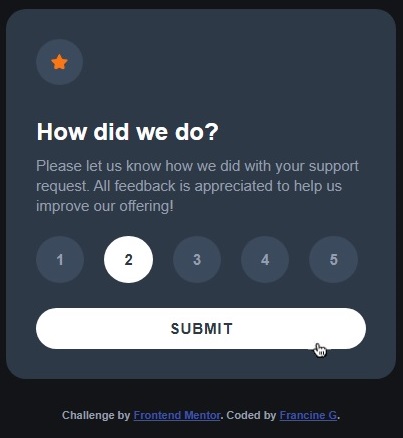 How did we do?
Please let us know how we did with your support
request. All feedback is appreciated to help us
improve our offering!
1 2 3 4 5
SUBMIT
Challenge by Frontend Mentor. Coded by Francine G.